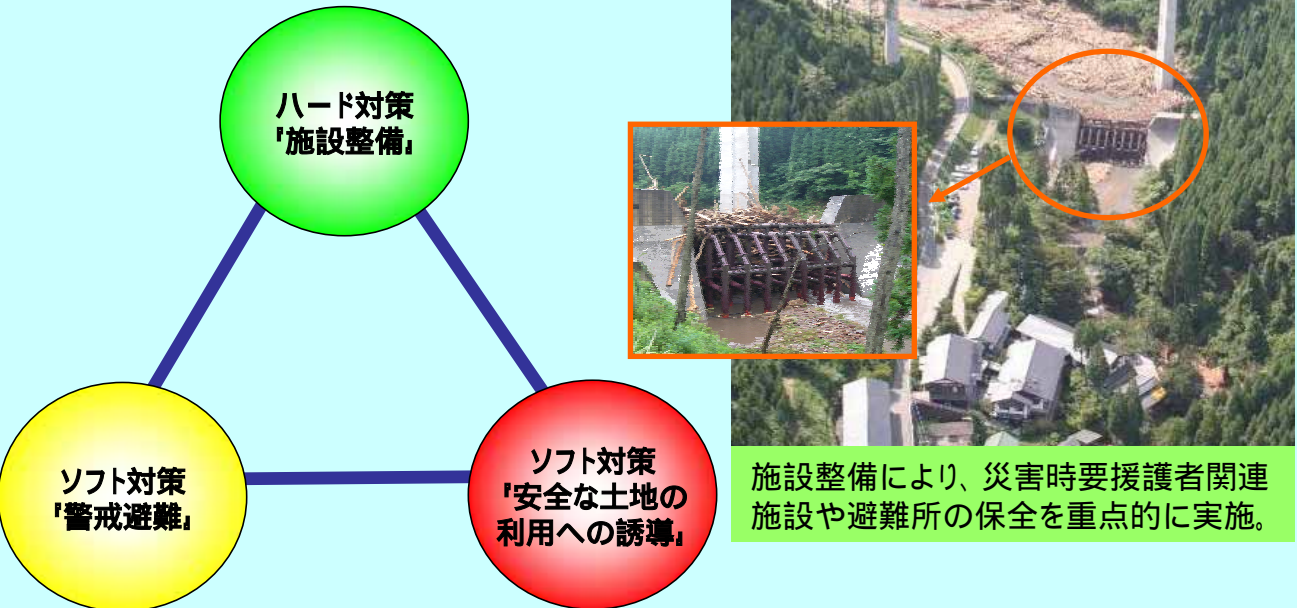 ハード対策
『施設整備』
ソフト対策
『警戒避難』
ソフト対策
『安全な土地の
利用への誘導』
施設整備により、災害時要援護者関連
施設や避難所の保全を重点的に実施。